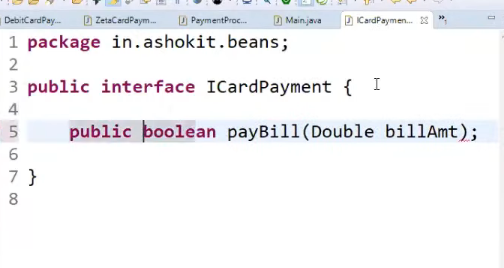 DebitCardPay... ZetaCardPaym... PaymentProc... Main.java ICardPaymen...
1 package in.ashokit.beans;
2
3 public interface ICardPayment {
4
5 public boolean payBill(Double billAmt);
6
7 }
8